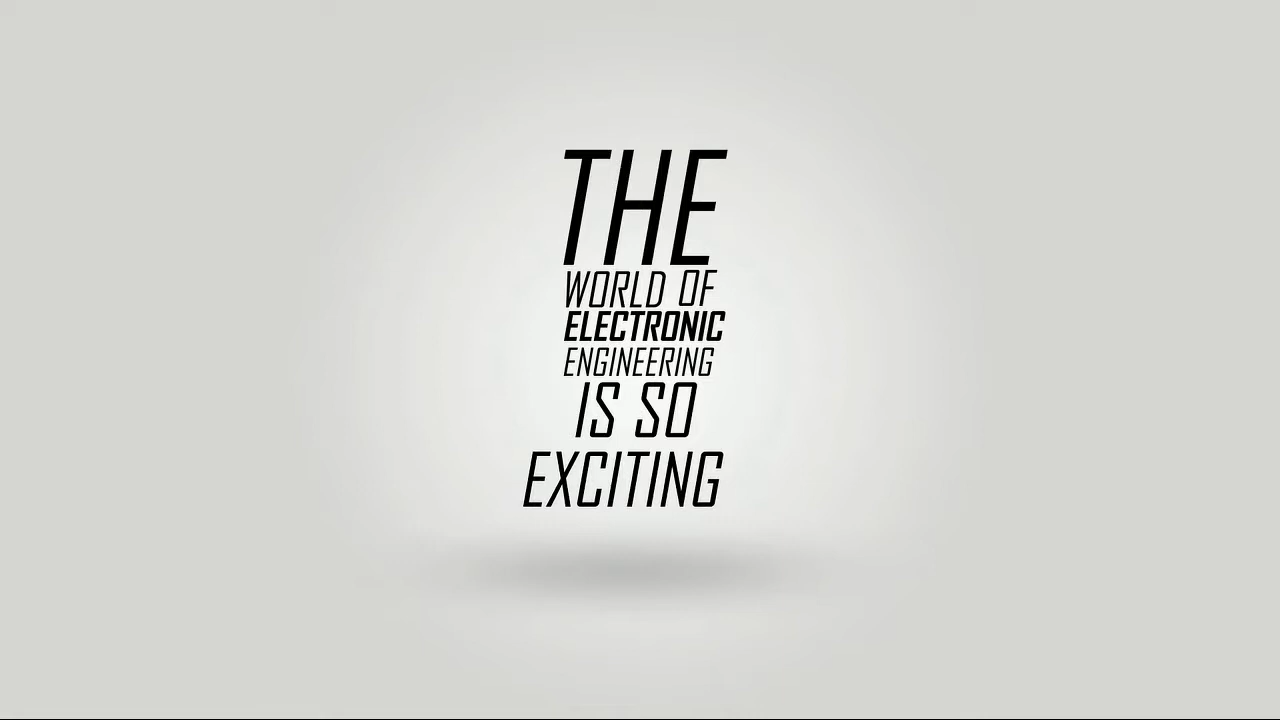 THE
WORLD OF
ELECTRONIC
ENGINEERING
IS SO
EXCITING